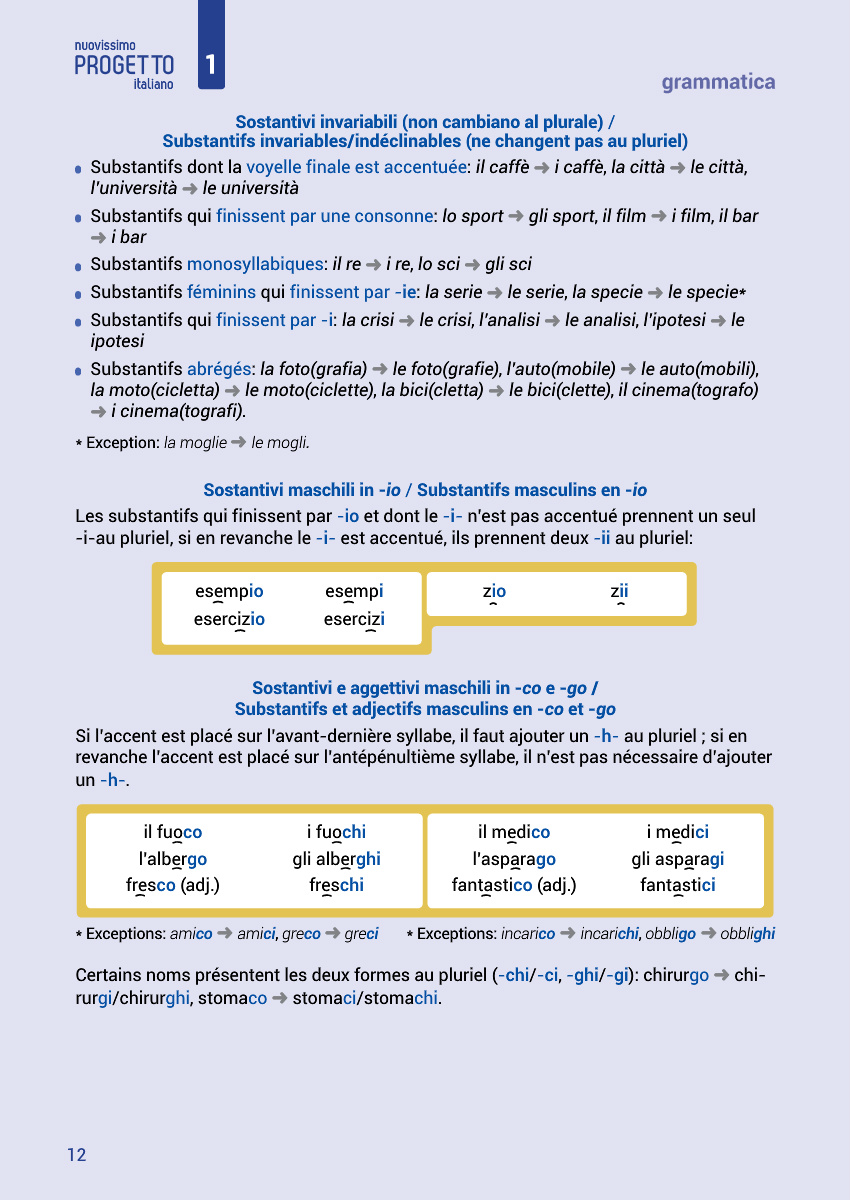 nuovissimo
PROGETTO
italiano
1
grammatica
Sostantivi invariabili (non cambiano al plurale) /
Substantifs invariables/indéclinables (ne changent pas au pluriel)
Substantifs dont la voyelle finale est accentuée: il caffè ➜ i caffè, la città ➜ le città,
l'università ➜ le università
Substantifs qui finissent par une consonne: lo sport ➜ gli sport, il film ➜ i film, il bar
➜ i bar
Substantifs monosyllabiques: il re ➜ i re, lo sci ➜ gli sci
Substantifs féminins qui finissent par -ie: la serie ➜ le serie, la specie ➜ le specie*
Substantifs qui finissent par -i: la crisi ➜ le crisi, l'analisi ➜ le analisi, l'ipotesi ➜ le
ipotesi
Substantifs abrégés: la foto(grafia) ➜ le foto(grafie), l'auto(mobile) ➜ le auto(mobili),
la moto(cicletta) ➜ le moto(ciclette), la bici(cletta) ➜ le bici(clette), il cinema(tografo)
➜ i cinema(tografi).
* Exception: la moglie ➜ le mogli.
Sostantivi maschili in -io / Substantifs masculins en -io
Les substantifs qui finissent par -io et dont le -i- n'est pas accentué prennent un seul
-i-au pluriel, si en revanche le -i- est accentué, ils prennent deux -ii au pluriel:
esempio esempi zio zii
esercizio esercizi
Sostantivi e aggettivi maschili in -co e -go /
Substantifs et adjectifs masculins en -co et -go
Si l'accent est placé sur l'avant-dernière syllabe, il faut ajouter un -h- au pluriel ; si en
revanche l'accent est placé sur l'antépénultième syllabe, il n'est pas nécessaire d'ajouter
un -h-.
il fuoco i fuochi il medico i medici
l'albergo gli alberghi l'asparago gli asparagi
fresco (adj.) freschi fantastico (adj.) fantastici
* Exceptions: amico ➜ amici, greco ➜ greci * Exceptions: incarico ➜ incarichi, obbligo ➜ obblighi
Certains noms présentent les deux formes au pluriel (-chi/-ci, -ghi/-gi): chirurgo ➜ chi-
rurgi/chirurghi, stomaco ➜ stomaci/stomachi.
12